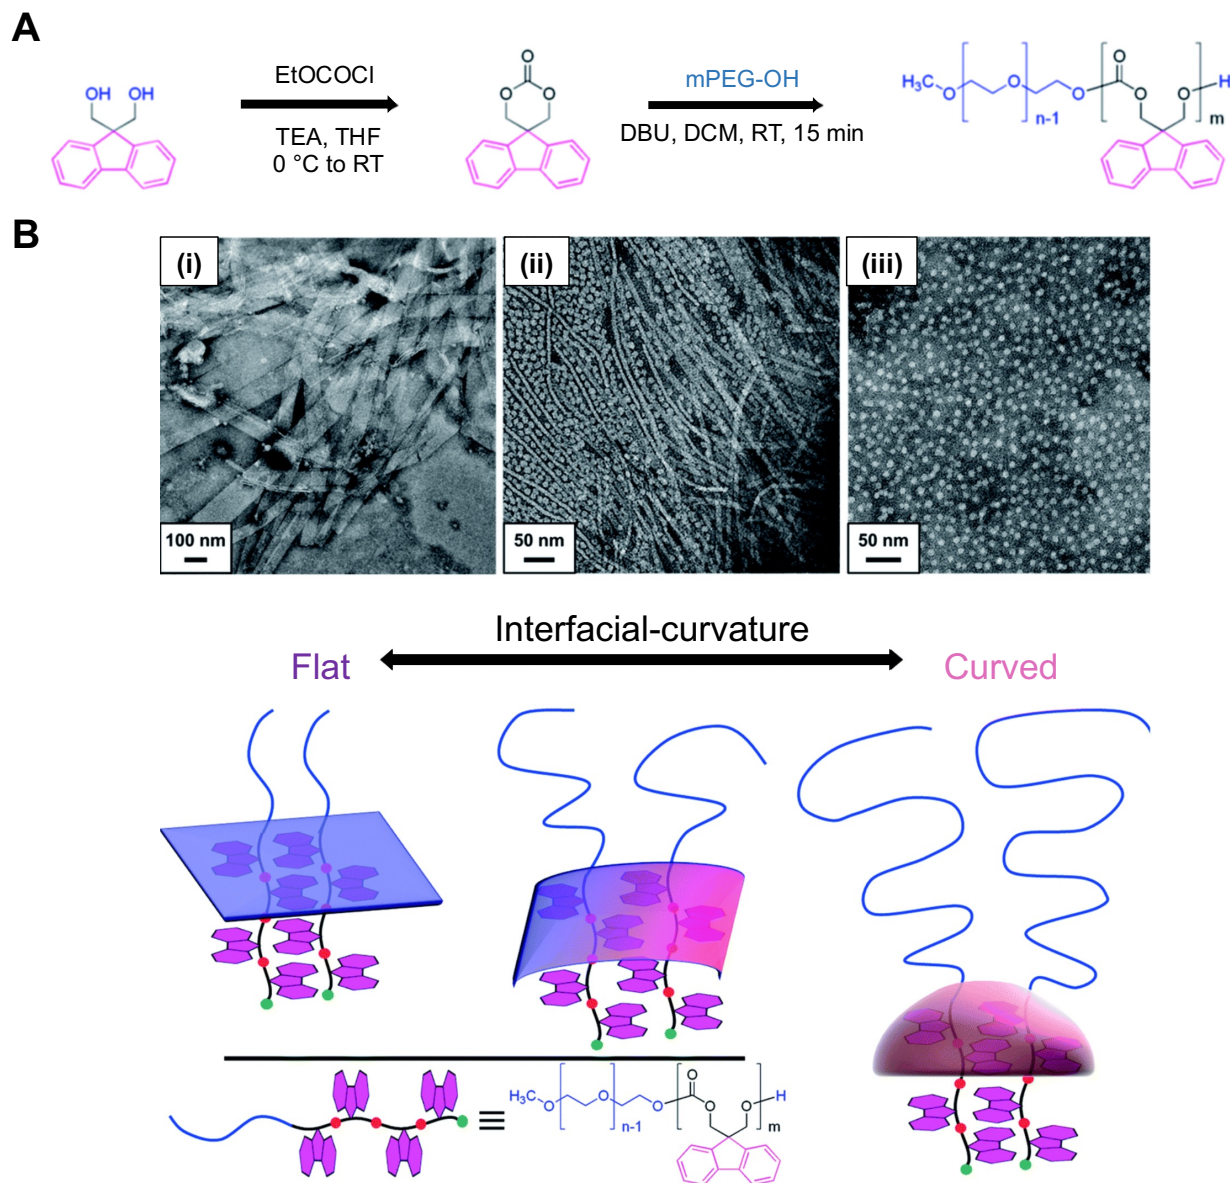 A
OH OH
EtOCOCl
TEA, THF
0 °C to RT
O
O O
mPEG-OH
DBU, DCM, RT, 15 min
H₃C O O n-1 O O O O H m
B
(i)
100 nm
(ii)
50 nm
(iii)
50 nm
Interfacial-curvature
Flat
Curved
H₃C O O n-1 O O O O H m